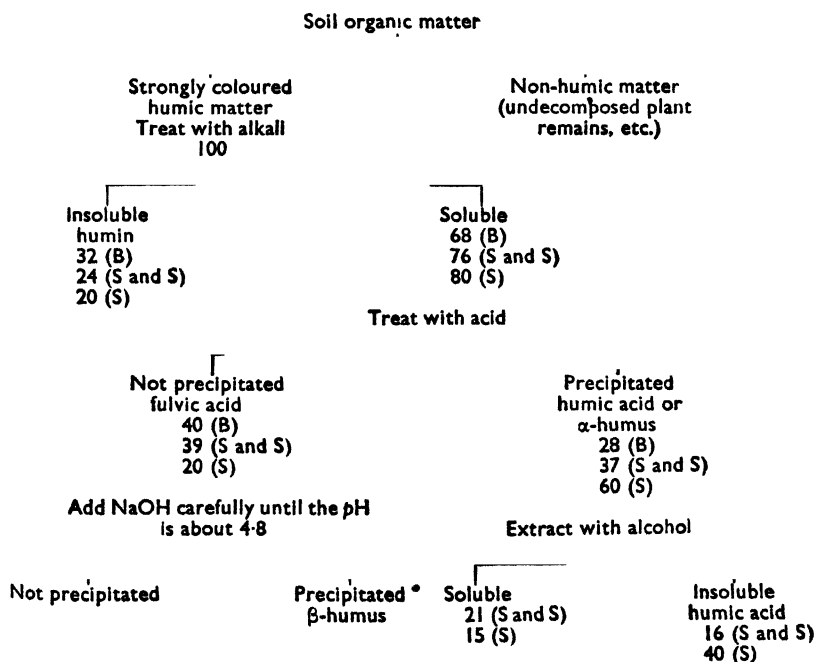 Soil organic matter
Strongly coloured
humic matter
Treat with alkali
100
Non-humic matter
(undecomposed plant
remains, etc.)
Insoluble
humin
32 (B)
24 (S and S)
20 (S)
Soluble
68 (B)
76 (S and S)
80 (S)
Treat with acid
Not precipitated
fulvic acid
40 (B)
39 (S and S)
20 (S)
Precipitated
humic acid or
α-humus
28 (B)
37 (S and S)
60 (S)
Add NaOH carefully until the pH
is about 4·8
Extract with alcohol
Not precipitated
Precipitated
β-humus
Soluble
21 (S and S)
15 (S)
Insoluble
humic acid
16 (S and S)
40 (S)